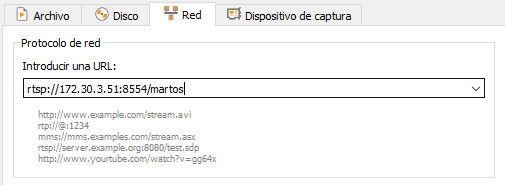 Archivo Disco Red Dispositivo de captura
Protocolo de red
Introducir una URL:
rtsp://172.30.3.51:8554/martos
http://www.example.com/stream.avi
rtp://@:1234
mms://mms.examples.com/stream.asx
rtsp://server.example.org:8080/test.sdp
http://www.youtube.com/watch?v=gg64x